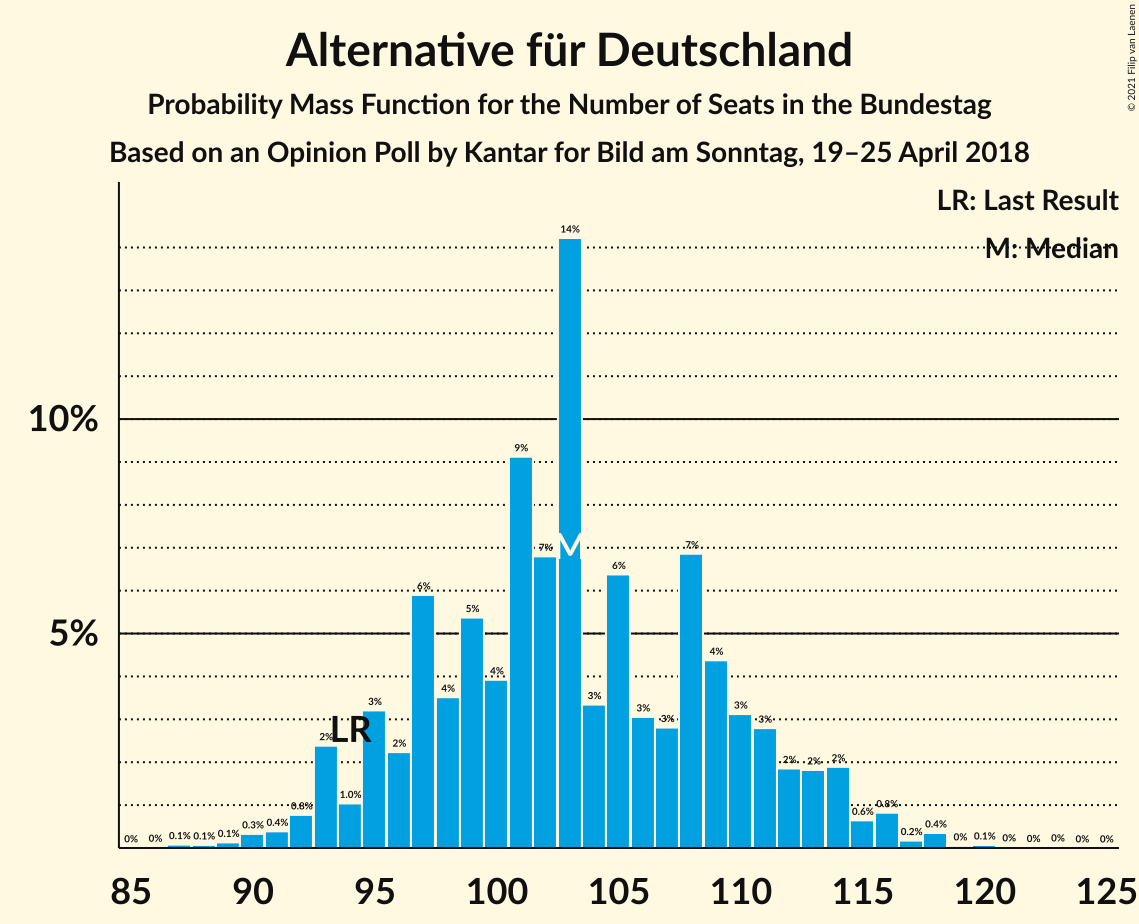 Alternative für Deutschland
Probability Mass Function for the Number of Seats in the Bundestag
Based on an Opinion Poll by Kantar for Bild am Sonntag, 19–25 April 2018
© 2021 Filip van Laenen
LR: Last Result
M: Median
10%
5%
0% 0% 0.1% 0.1% 0.1% 0.3% 0.4% 0.8% 2% 1.0% 3% 2% 6% 4% 5% 4% 9% 7% 14% 3% 6% 3% 3% 7% 4% 3% 3% 2% 2% 2% 0.6% 0.8% 0.2% 0.4% 0% 0.1% 0% 0% 0% 0% 0%
LR
M
85 90 95 100 105 110 115 120 125